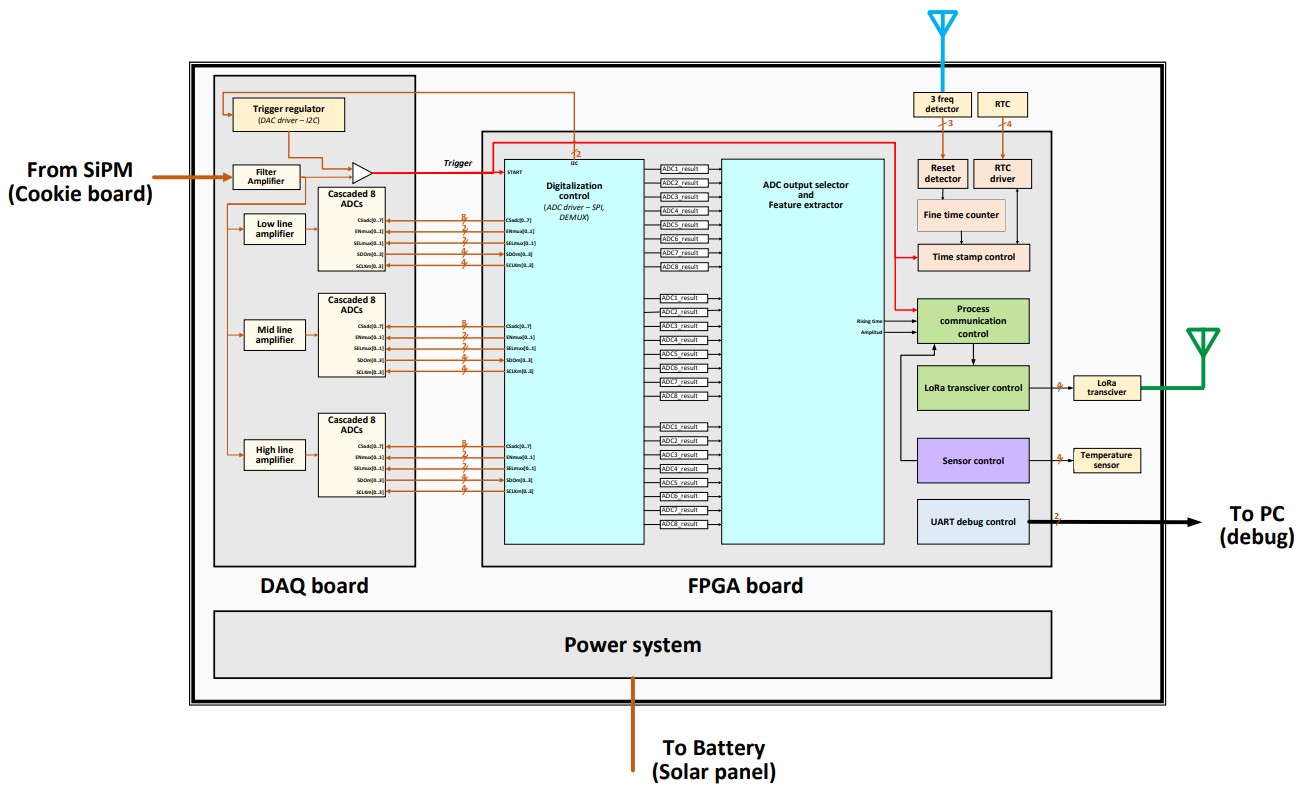 From SiPM
(Cookie board)
Trigger regulator
(DAC driver – I2C)
Filter
Amplifier
Low line
amplifier
Mid line
amplifier
High line
amplifier
Cascaded 8
ADCs
CSadc[0..7]
ENmux[0..1]
SELmux[0..1]
SDOm[0..3]
SCLKm[0..3]
Cascaded 8
ADCs
CSadc[0..7]
ENmux[0..1]
SELmux[0..1]
SDOm[0..3]
SCLKm[0..3]
Cascaded 8
ADCs
CSadc[0..7]
ENmux[0..1]
SELmux[0..1]
SDOm[0..3]
SCLKm[0..3]
DAQ board
Trigger
8
2
2
4
4
8
2
2
4
4
8
2
2
4
4
2
I2C
START
Digitalization
control
(ADC driver – SPI,
DEMUX)
CSadc[0..7]
ENmux[0..1]
SELmux[0..1]
SDOm[0..3]
SCLKm[0..3]
CSadc[0..7]
ENmux[0..1]
SELmux[0..1]
SDOm[0..3]
SCLKm[0..3]
CSadc[0..7]
ENmux[0..1]
SELmux[0..1]
SDOm[0..3]
SCLKm[0..3]
ADC1_result
ADC2_result
ADC3_result
ADC4_result
ADC5_result
ADC6_result
ADC7_result
ADC8_result
ADC1_result
ADC2_result
ADC3_result
ADC4_result
ADC5_result
ADC6_result
ADC7_result
ADC8_result
ADC1_result
ADC2_result
ADC3_result
ADC4_result
ADC5_result
ADC6_result
ADC7_result
ADC8_result
ADC output selector
and
Feature extractor
Rising time
Amplitud
3 freq
detector
RTC
3
4
Reset
detector
RTC
driver
Fine time counter
Time stamp control
Process
communication
control
LoRa transciver control
4
LoRa
transciver
Sensor control
4
Temperature
sensor
UART debug control
2
To PC
(debug)
FPGA board
Power system
To Battery
(Solar panel)